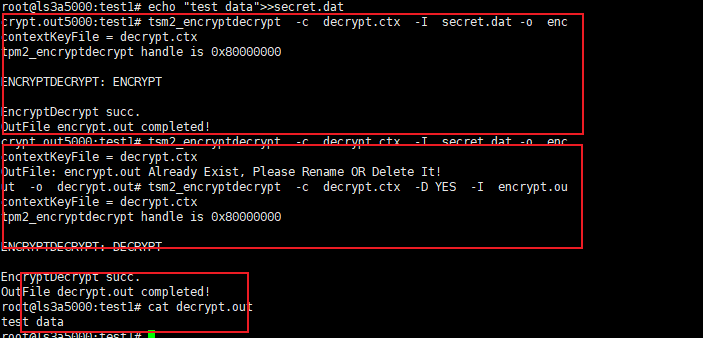 root@ls3a5000:test1# echo "test data">>secret.dat
crypt.out5000:test1# tsm2_encryptdecrypt  -c  decrypt.ctx  -I  secret.dat -o  enc
contextKeyFile = decrypt.ctx
tpm2_encryptdecrypt handle is 0x80000000
ENCRYPTDECRYPT: ENCRYPT
EncryptDecrypt succ.
OutFile encrypt.out completed!
crypt.out5000:test1# tsm2_encryptdecrypt  -c  decrypt.ctx  -I  secret.dat -o  enc
contextKeyFile = decrypt.ctx
OutFile: encrypt.out Already Exist, Please Rename OR Delete It!
ut  -o  decrypt.out# tsm2_encryptdecrypt  -c  decrypt.ctx  -D YES  -I  encrypt.ou
contextKeyFile = decrypt.ctx
tpm2_encryptdecrypt handle is 0x80000000
ENCRYPTDECRYPT: DECRYPT
EncryptDecrypt succ.
OutFile decrypt.out completed!
root@ls3a5000:test1# cat decrypt.out
test data
root@ls3a5000:test1#